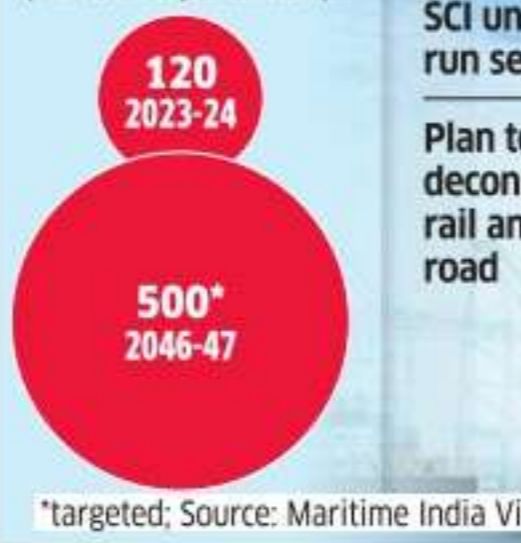 120
2023-24
500*
2046-47
SCI un
run se
Plan to
decon
rail an
road
*targeted; Source: Maritime India Vi